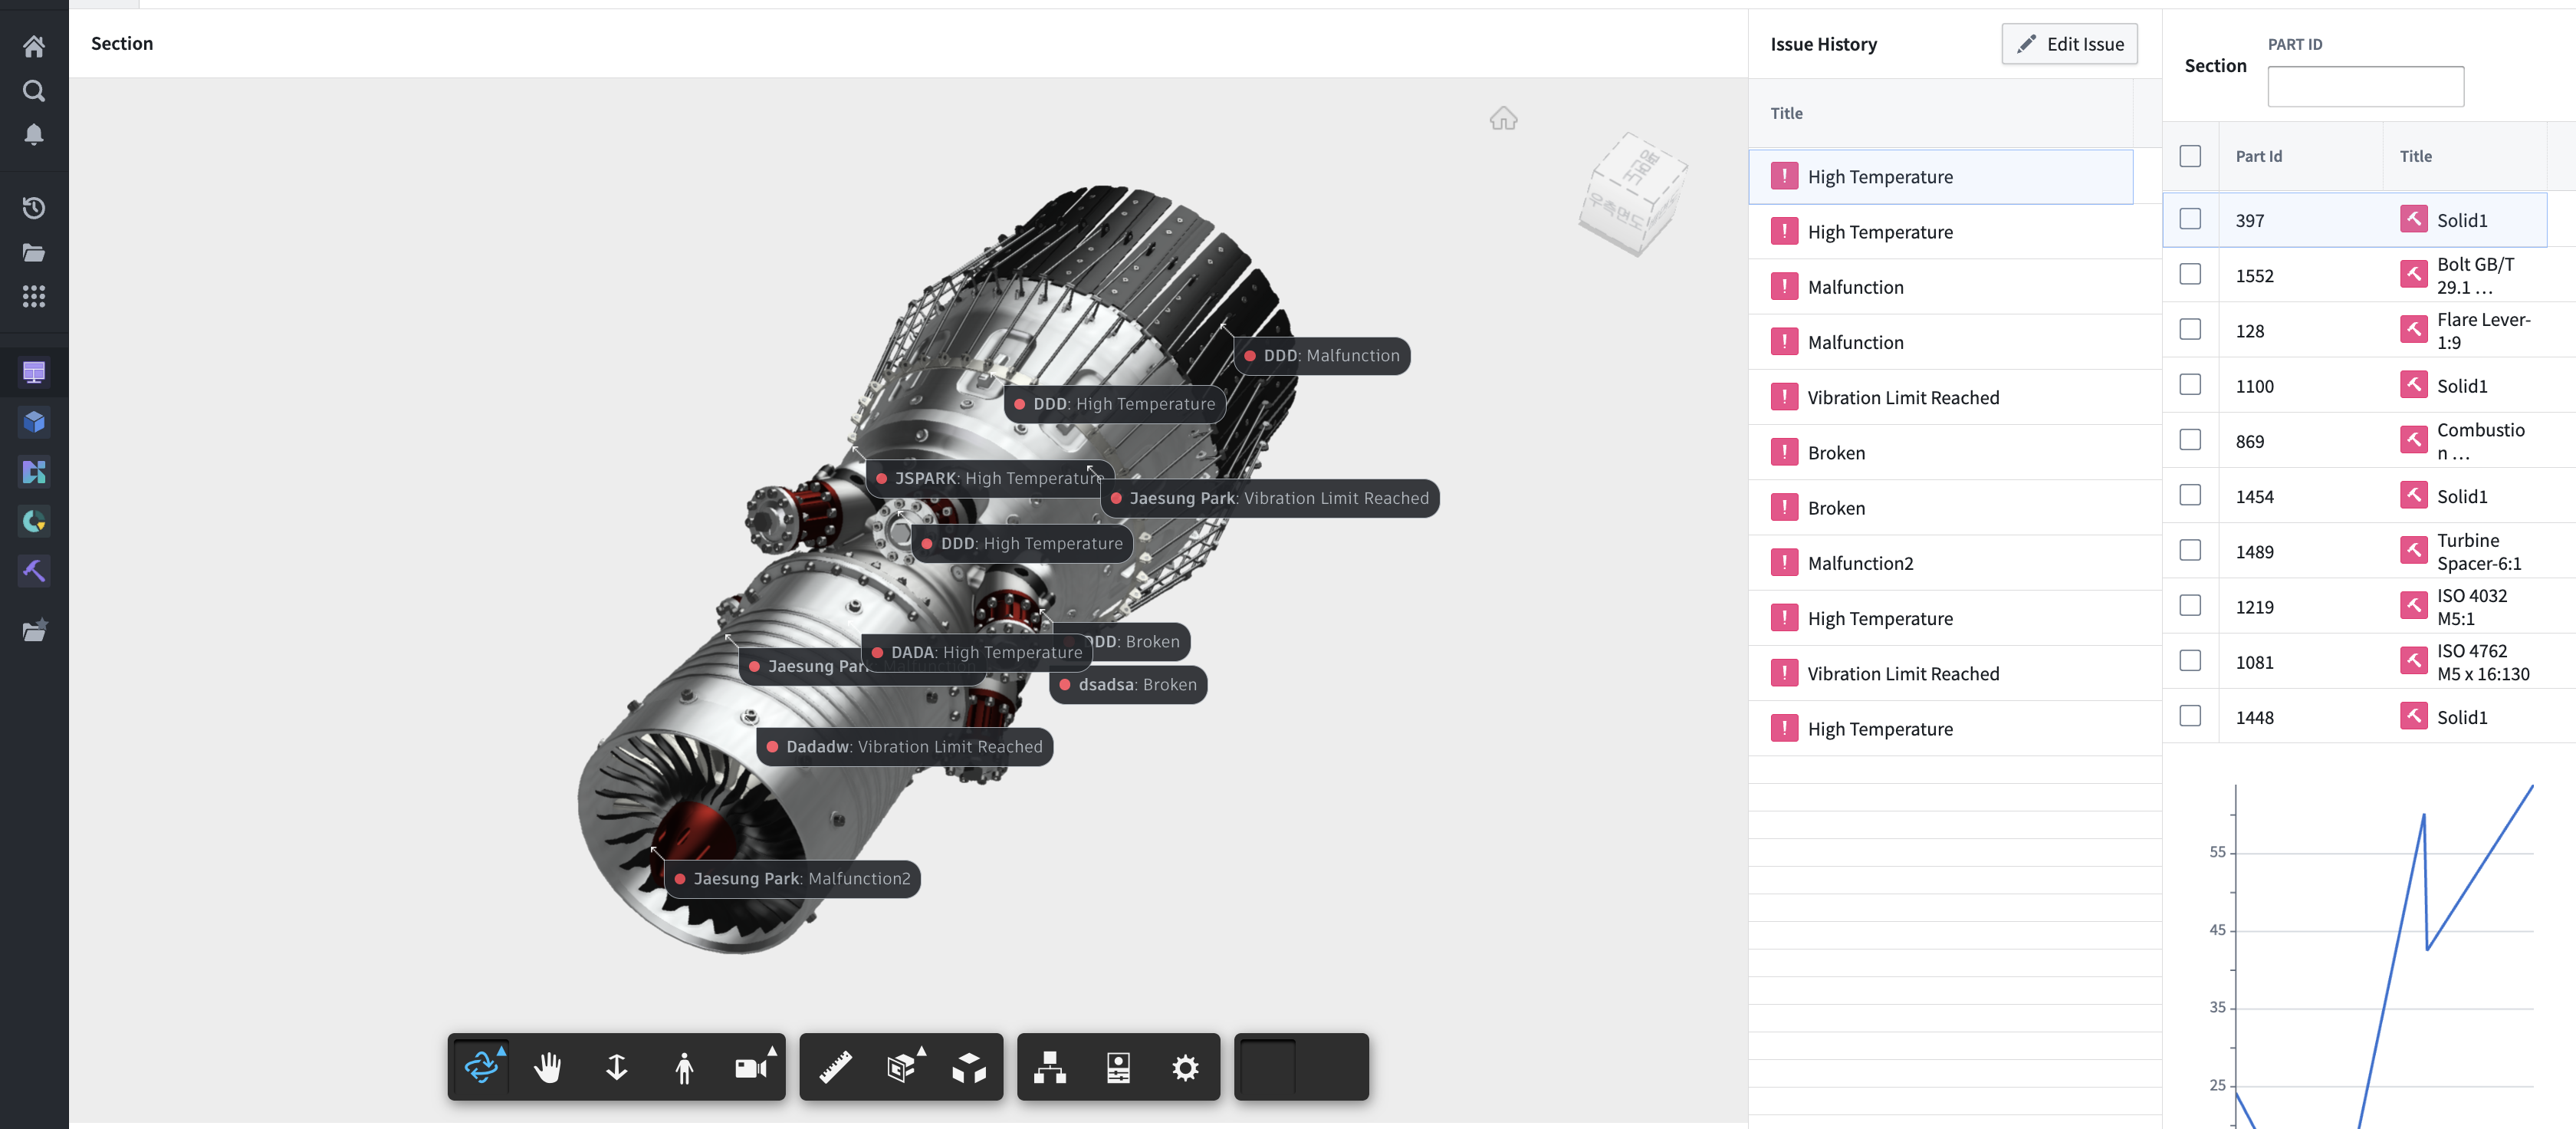 Section
DDD: Malfunction
DDD: High Temperature
JSPARK: High Temperature
Jaesung Park: Vibration Limit Reached
DDD: High Temperature
DDD: Broken
DADA: High Temperature
Jaesung Park: Malfunction
dsadsa: Broken
Dadadw: Vibration Limit Reached
Jaesung Park: Malfunction2
Issue History
Edit Issue
Title
High Temperature
High Temperature
Malfunction
Malfunction
Vibration Limit Reached
Broken
Broken
Malfunction2
High Temperature
Vibration Limit Reached
High Temperature
Section
PART ID
Part Id Title
397 Solid1
1552 Bolt GB/T
29.1 ...
128 Flare Lever-
1:9
1100 Solid1
869 Combustio
n ...
1454 Solid1
1489 Turbine
Spacer-6:1
1219 ISO 4032
M5:1
1081 ISO 4762
M5 x 16:130
1448 Solid1
55
45
35
25